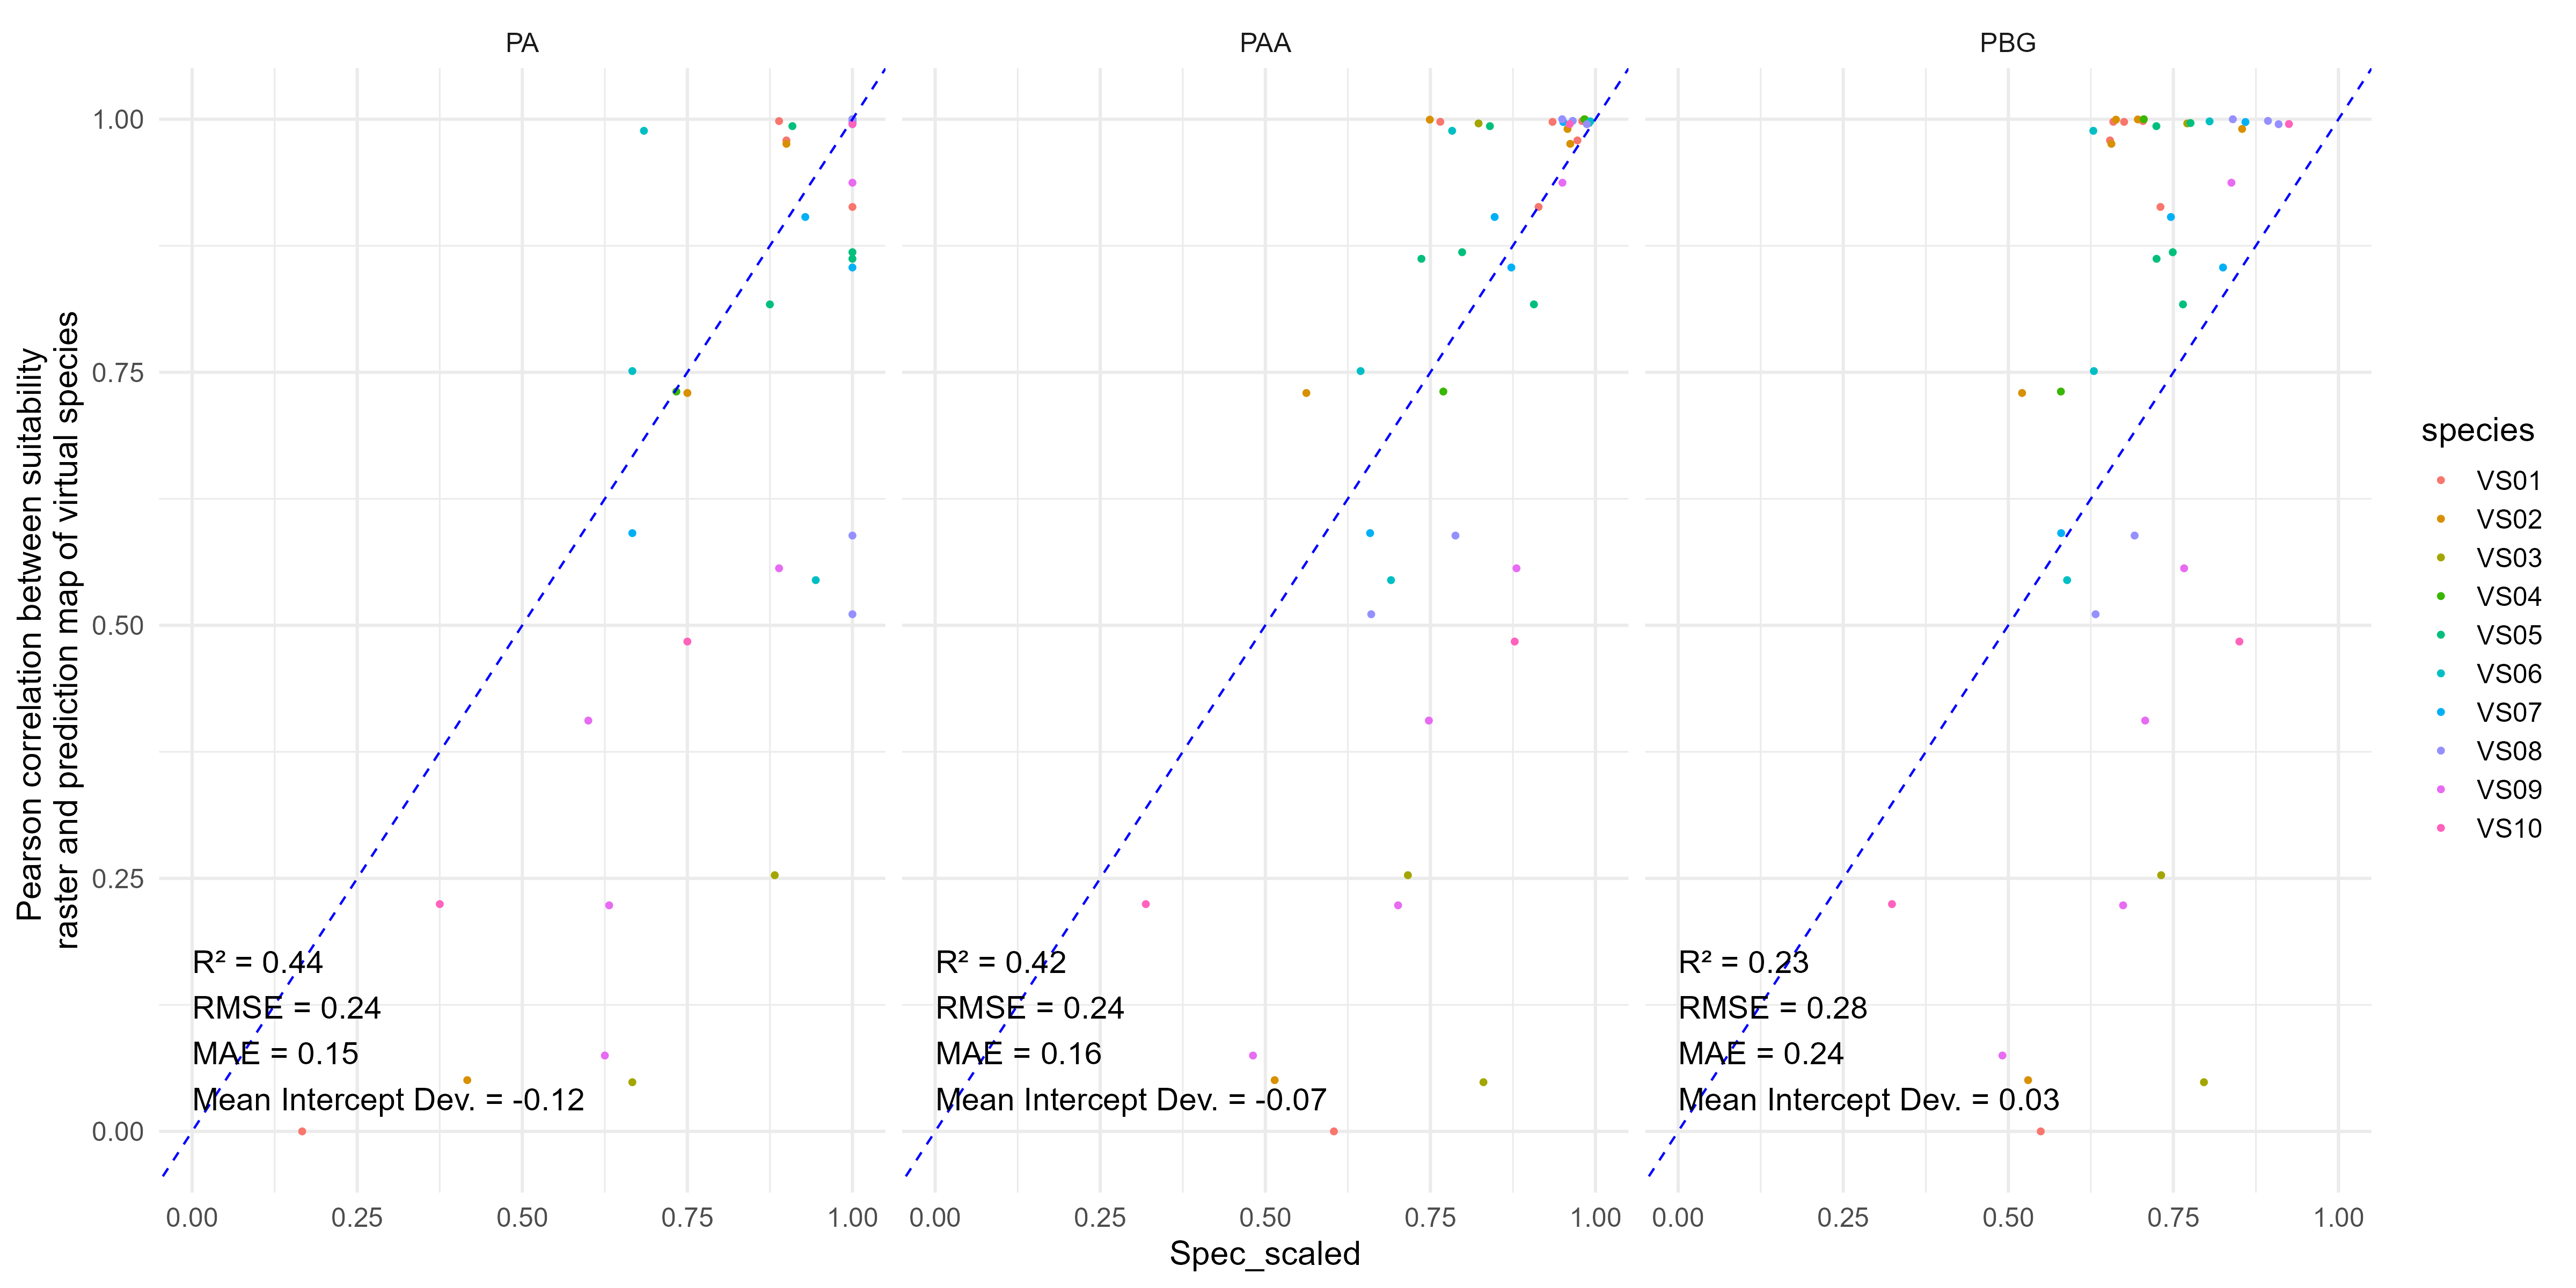 PA
PAA
PBG
Pearson correlation between suitability
raster and prediction map of virtual species
1.00
0.75
0.50
0.25
0.00
R² = 0.44
RMSE = 0.24
MAE = 0.15
Mean Intercept Dev. = -0.12
R² = 0.42
RMSE = 0.24
MAE = 0.16
Mean Intercept Dev. = -0.07
R² = 0.23
RMSE = 0.28
MAE = 0.24
Mean Intercept Dev. = 0.03
0.00 0.25 0.50 0.75 1.00
0.00 0.25 0.50 0.75 1.00
0.00 0.25 0.50 0.75 1.00
Spec_scaled
species
VS01
VS02
VS03
VS04
VS05
VS06
VS07
VS08
VS09
VS10